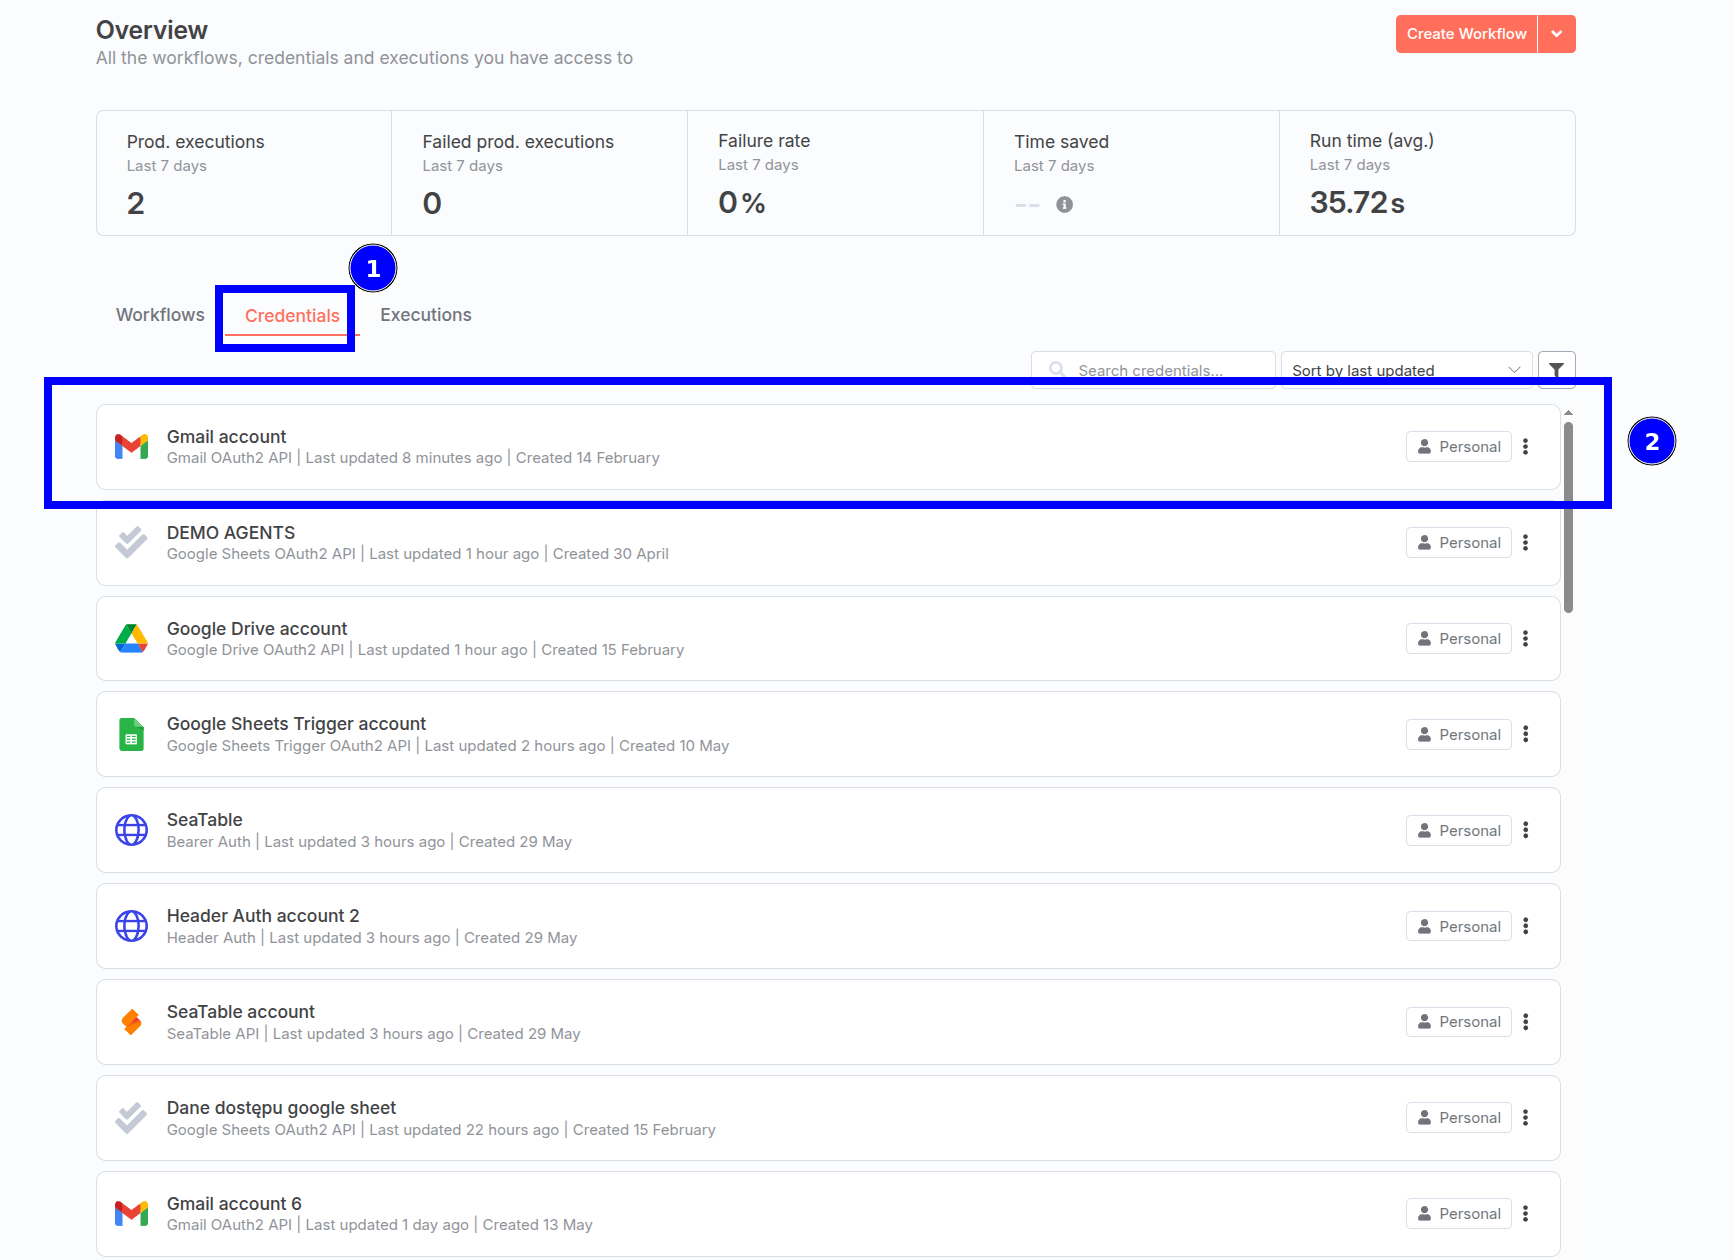 Overview
All the workflows, credentials and executions you have access to
Create Workflow
Prod. executions
Last 7 days
2
Failed prod. executions
Last 7 days
0
Failure rate
Last 7 days
0%
Time saved
Last 7 days
--
Run time (avg.)
Last 7 days
35.72s
1
Workflows Credentials Executions
Search credentials... Sort by last updated
2
Gmail account
Gmail OAuth2 API | Last updated 8 minutes ago | Created 14 February
Personal
DEMO AGENTS
Google Sheets OAuth2 API | Last updated 1 hour ago | Created 30 April
Personal
Google Drive account
Google Drive OAuth2 API | Last updated 1 hour ago | Created 15 February
Personal
Google Sheets Trigger account
Google Sheets Trigger OAuth2 API | Last updated 2 hours ago | Created 10 May
Personal
SeaTable
Bearer Auth | Last updated 3 hours ago | Created 29 May
Personal
Header Auth account 2
Header Auth | Last updated 3 hours ago | Created 29 May
Personal
SeaTable account
SeaTable API | Last updated 3 hours ago | Created 29 May
Personal
Dane dostępu google sheet
Google Sheets OAuth2 API | Last updated 22 hours ago | Created 15 February
Personal
Gmail account 6
Gmail OAuth2 API | Last updated 1 day ago | Created 13 May
Personal